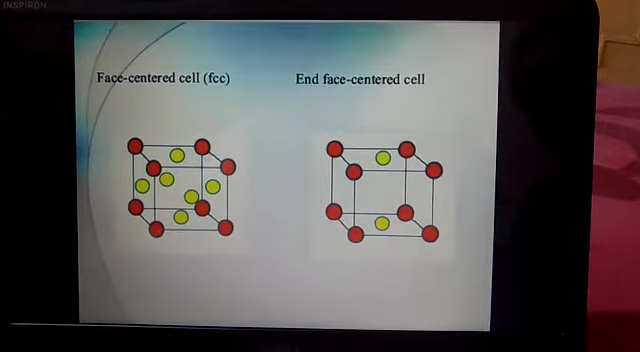 INSPIRON
Face-centered cell (fcc)
End face-centered cell